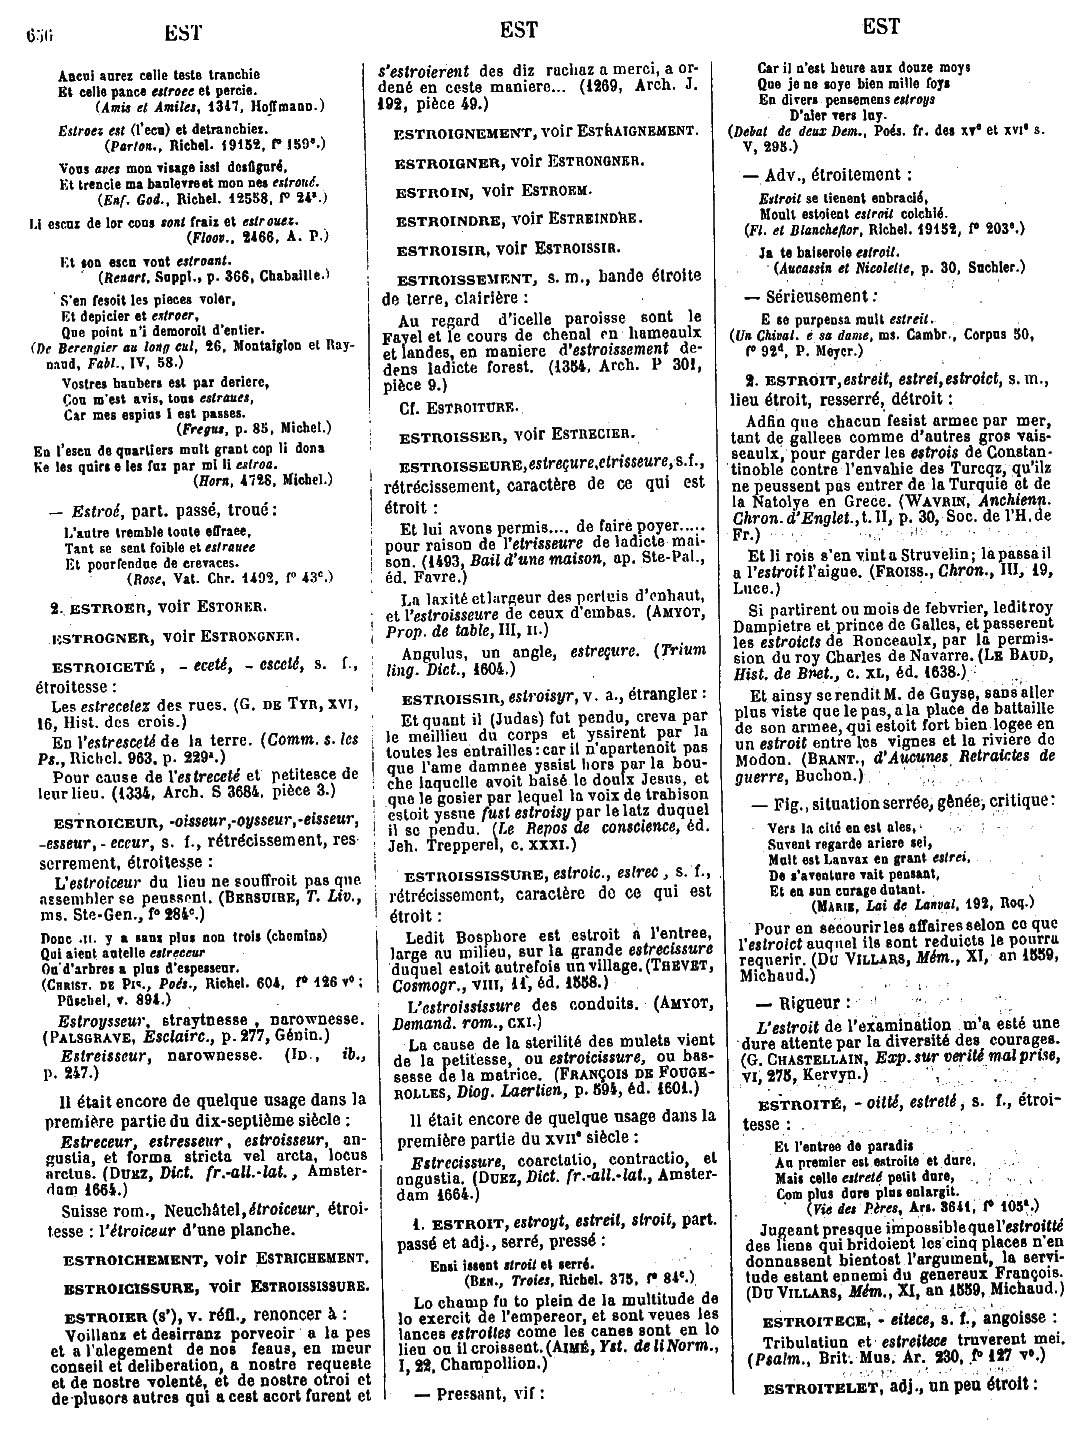 656
EST
EST
EST
Ancui aurez celle teste tranchie
Et celle pance estroee et percie.
(Amis et Amiles, 1347, Hoffmann.)
Estroez est (l'ecu) et detranchiez.
(Parton., Richel. 19152, f° 159ᵉ.)
Vous aves mon visage issi desfiguré,
Et trencie ma baulevre et mon nes estroué.
(Enf. God., Richel. 12558, f° 24ᵃ.)
Li escuz de lor cous sont fraiz et estrouez.
(Floov., 2466, A. P.)
Et son escu vont estroant.
(Renart, Suppl., p. 366, Chabaille.)
S'en fesoit les pieces voler,
Et depicier et estroer,
Que point n'i demoroit d'entier.
(De Berengier au long cul, 26, Montaiglon et Ray-
naud, Fabl., IV, 58.)
Vostres haubers est par deriere,
Çou m'est avis, tous estraues,
Car mes espius I est passes.
(Fregus, p. 85, Michel.)
En l'escu de quartiers mult grant cop li dona
Ke les quirs e les fuz par mi li estroa.
(Horn, 4728, Michel.)
— Estroé, part. passé, troué :
L'autre tremble toute effraee,
Tant se sent foible et estrauee
Et pourfendue de crevaces.
(Rose, Vat. Chr. 1492, f° 43ᶜ.)
2. ESTROER, voir ESTORER.
ESTROGNER, voir ESTRONGNER.
ESTROICETÉ, - eceté, - esceté, s. f.,
étroitesse :
Les estrecetez des rues. (G. DE TYR, XVI,
16, Hist. des crois.)
En l'estresceté de la terre. (Comm. s. les
Ps., Richel. 963, p. 229ᵃ.)
Pour cause de l'estreceté et petitesce de
leur lieu. (1334, Arch. S 3684, pièce 3.)
ESTROICEUR, -oisseur, -oysseur, -eisseur,
-esseur, - eceur, s. f., rétrécissement, res
serrement, étroitesse :
L'estroiceur du lieu ne souffroit pas que
assembler se peussent. (BERSUIRE, T. Liv.,
ms. Ste-Gen., f° 284ᶜ.)
Donc .II. y a sans plus non trois (chemins)
Qui aient autelle estreceur
Ou d'arbres a plus d'espesseur.
(CHRIST. DE PIS., Poés., Richel. 604, f° 126 v° ;
Püschel, v. 894.)
Estroysseur, straytnesse, narownesse.
(PALSGRAVE, Esclairc., p. 277, Génin.)
Estreisseur, narownesse. (ID., ib.,
p. 247.)
Il était encore de quelque usage dans la
première partie du dix-septième siècle :
Estreceur, estresseur, estroisseur, an-
gustia, et forma stricta vel arcta, locus
arctus. (DUEZ, Dict. fr.-all.-lat., Amster-
dam 1664.)
Suisse rom., Neuchâtel, étroiceur, étroi-
tesse : l'étroiceur d'une planche.
ESTROICHEMENT, voir ESTRICHEMENT.
ESTROICISSURE, voir ESTROISSISSURE.
ESTROIER (s'), v. réfl., renoncer à :
Voillanz et desirranz porveoir a la pes
et a l'alegement de nos feaus, en meur
conseil et deliberation, a nostre requeste
et de nostre volenté, et de nostre otroi et
de plusors autres qui a cest acort furent et
s'estroierent des diz rachaz a merci, a or-
dené en ceste maniere... (1269, Arch. J.
192, pièce 49.)
ESTROIGNEMENT, voir ESTRAIGNEMENT.
ESTROIGNER, voir ESTRONGNER.
ESTROIN, voir ESTROEM.
ESTROINDRE, voir ESTREINDRE.
ESTROISIR, voir ESTROISSIR.
ESTROISSEMENT, s. m., bande étroite
de terre, clairière :
Au regard d'icelle paroisse sont le
Fayel et le cours de chenal en hameaulx
et landes, en maniere d'estroissement de-
dens ladicte forest. (1354, Arch. P 301,
pièce 9.)
Cf. ESTROITURE.
ESTROISSER, voir ESTRECIER.
ESTROISSEURE, estreçure, etrisseure, s. f.,
rétrécissement, caractère de ce qui est
étroit :
Et lui avons permis.... de faire poyer.....
pour raison de l'etrisseure de ladicte mai-
son. (1493, Bail d'une maison, ap. Ste-Pal.,
éd. Favre.)
La laxité et largeur des pertuis d'enhaut,
et l'estroisseure de ceux d'embas. (AMYOT,
Prop. de table, III, II.)
Angulus, un angle, estreçure. (Trium
ling. Dict., 1604.)
ESTROISSIR, estroisyr, v. a., étrangler :
Et quant il (Judas) fut pendu, creva par
le meillieu du corps et yssirent par la
toutes les entrailles : car il n'apartenoit pas
que l'ame damnee yssist hors par la bou-
che laquelle avoit baisé le doulx Jesus, et
que le gosier par lequel la voix de trahison
estoit yssue fust estroisy par le latz duquel
il se pendu. (Le Repos de conscience, éd.
Jeh. Trepperel, c. XXXI.)
ESTROISSISSURE, estroic., estrec., s. f.,
rétrécissement, caractère de ce qui est
étroit :
Ledit Bosphore est estroit a l'entree,
large au milieu, sur la grande estrecissure
duquel estoit autrefois un village. (THEVET,
Cosmogr., VIII, 11, éd. 1558.)
L'estroississure des conduits. (AMYOT,
Demand. rom., CXI.)
La cause de la sterilité des mulets vient
de la petitesse, ou estroicissure, ou bas-
sesse de la matrice. (FRANÇOIS DE FOUGE-
ROLLES, Diog. Laertien, p. 594, éd. 1601.)
Il était encore de quelque usage dans la
première partie du XVIIᵉ siècle :
Estrecissure, coarctatio, contractio, et
angustia. (DUEZ, Dict. fr.-all.-lat., Amster-
dam 1664.)
1. ESTROIT, estroyt, estreit, stroit, part.
passé et adj., serré, pressé :
Ensi issent stroit et serré.
(BEN., Troies, Richel. 375, f° 84ᶜ.)
Lo champ fu to plein de la multitude de
lo exercit de l'empereor, et sont veues les
lances estroites come les canes sont en lo
lieu ou il croissent. (AIMÉ, Yst. de li Norm.,
I, 22, Champollion.)
— Pressant, vif :
Car il n'est heure aux douze moys
Que je ne soye bien mille foys
En divers pensemens estroys
D'aler vers luy.
(Debat de deux Dem., Poés. fr. des XVᵉ et XVIᵉ s.
V, 295.)
— Adv., étroitement :
Estroit se tienent enbracié,
Moult estoient estroit colchié.
(Fl. et Blancheflor, Richel. 19152, f° 203ᵉ.)
Ja te baiseroie estroit.
(Aucassin et Nicolette, p. 30, Suchier.)
— Sérieusement :
E se purpensa mult estreit.
(Un Chival. e sa dame, ms. Cambr., Corpus 50,
f° 92ᵈ, P. Meyer.)
2. ESTROIT, estreit, estrei, estroict, s. m.,
lieu étroit, resserré, détroit :
Adfin que chacun fesist armee par mer,
tant de gallees comme d'autres gros vais-
seaulx, pour garder les estrois de Constan-
tinoble contre l'envahie des Turcqz, qu'ilz
ne peussent pas entrer de la Turquie et de
la Natolye en Grece. (WAVRIN, Anchienn.
Chron. d'Englet., t. II, p. 30, Soc. de l'H. de
Fr.)
Et li rois s'en vint a Struvelin; la passa il
a l'estroit l'aigue. (FROISS., Chron., III, 19,
Luce.)
Si partirent ou mois de febvrier, ledit roy
Dampietre et prince de Galles, et passerent
les estroicts de Ronceaulx, par la permis-
sion du roy Charles de Navarre. (LE BAUD,
Hist. de Bret., c. XL, éd. 1638.)
Et ainsy se rendit M. de Guyse, sans aller
plus viste que le pas, a la place de battaille
de son armee, qui estoit fort bien logee en
un estroit entre les vignes et la riviere de
Modon. (BRANT., d'Aucunes Retraictes de
guerre, Buchon.)
— Fig., situation serrée, gênée, critique :
Vers la cité en est ales,
Suvent regarde ariere sei,
Mult est Lanvax en grant estrei,
De s'aventure vait pensant,
Et en sun curage dutant.
(MARIE, Lai de Lanval, 192, Roq.)
Pour en secourir les affaires selon ce que
l'estroict auquel ils sont reduicts le pourra
requerir. (DU VILLARS, Mém., XI, an 1559,
Michaud.)
— Rigueur :
L'estroit de l'examination m'a esté une
dure attente par la diversité des courages.
(G. CHASTELLAIN, Exp. sur verité mal prise,
VI, 275, Kervyn.)
ESTROITÉ, - oitté, estreté, s. f., étroi-
tesse :
Et l'entree de paradis
Au premier est estroite et dure,
Mais celle estreté petit dure,
Com plus dure plus enlargit.
(Vie des Pères, Ars. 3641, f° 105ᵃ.)
Jugeant presque impossible quel'estroitté
des liens qui bridoient les cinq places n'en
donnassent bientost l'argument, la servi-
tude estant ennemi du genereux François.
(DU VILLARS, Mém., XI, an 1559, Michaud.)
ESTROITECE, - eitece, s. f., angoisse :
Tribulatiun et estreitece truverent mei.
(Psalm., Brit. Mus. Ar. 230, f° 127 v°.)
ESTROITELET, adj., un peu étroit :